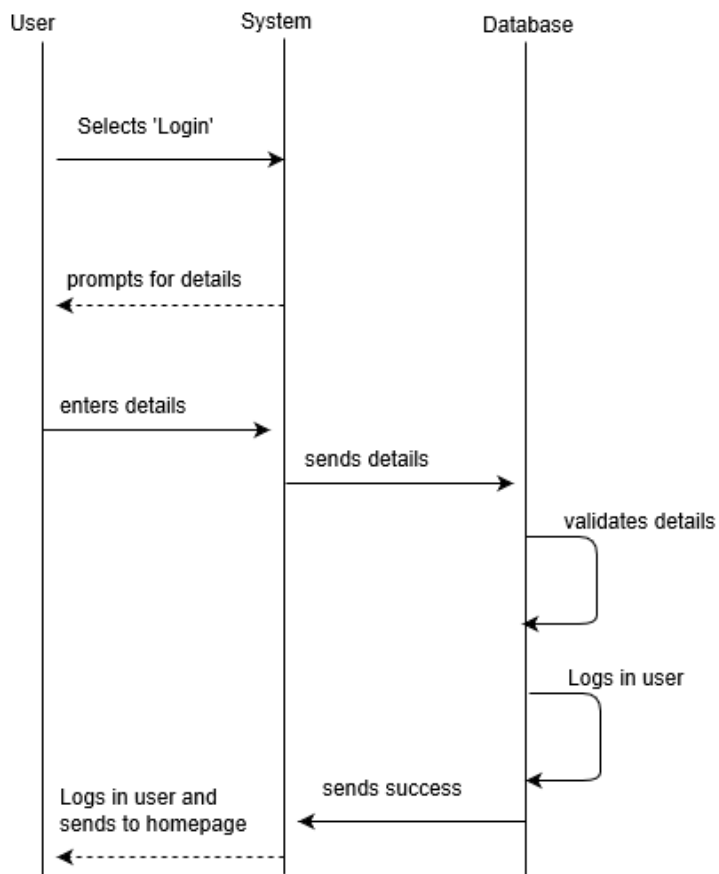 User
System
Database
Selects 'Login'
prompts for details
enters details
sends details
validates details
Logs in user
sends success
Logs in user and
sends to homepage